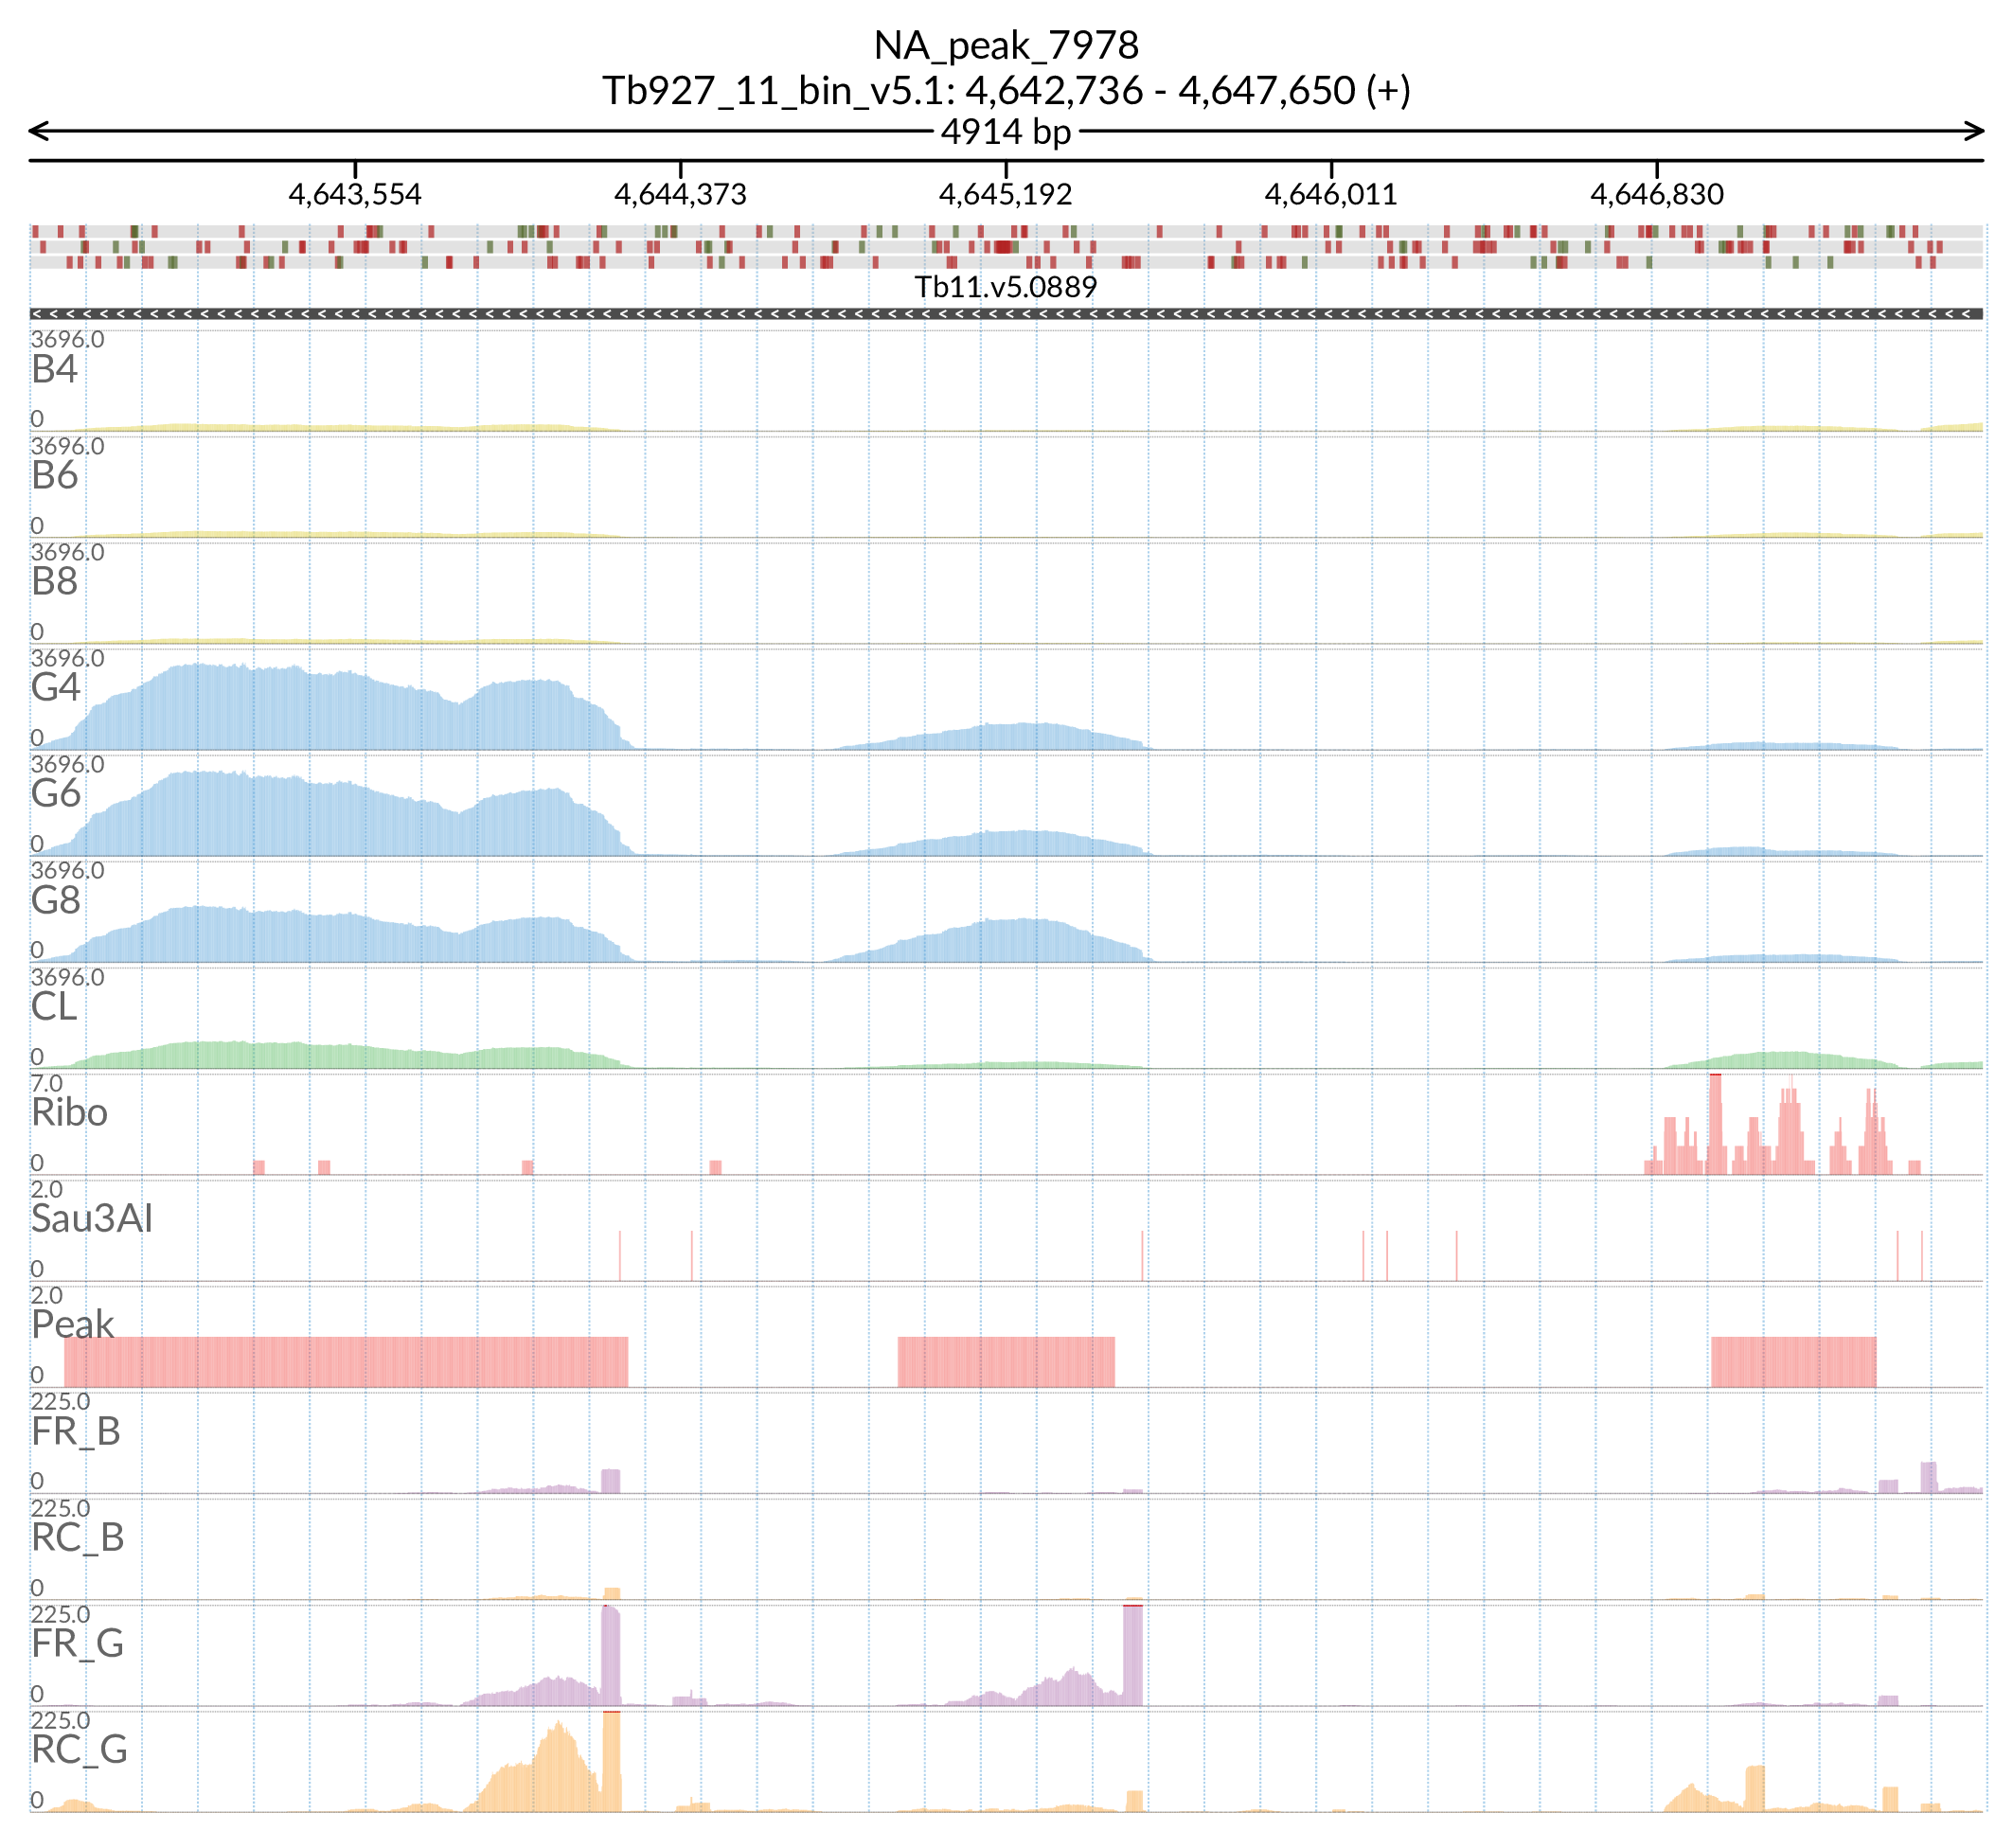 NA_peak_7978
Tb927_11_bin_v5.1: 4,642,736 - 4,647,650 (+)
4914 bp
4,643,554 4,644,373 4,645,192 4,646,011 4,646,830
Tb11.v5.0889
3696.0
B4
0
3696.0
B6
0
3696.0
B8
0
3696.0
G4
0
3696.0
G6
0
3696.0
G8
0
3696.0
CL
0
7.0
Ribo
0
2.0
Sau3AI
0
2.0
Peak
0
225.0
FR_B
0
225.0
RC_B
0
225.0
FR_G
0
225.0
RC_G
0